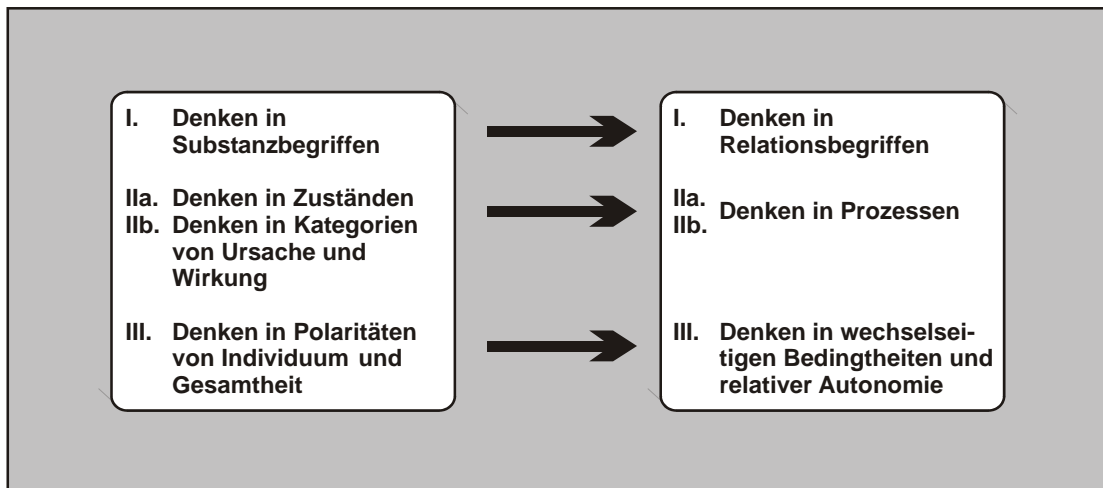 I. Denken in
Substanzbegriffen
IIa. Denken in Zuständen
IIb. Denken in Kategorien
von Ursache und
Wirkung
III. Denken in Polaritäten
von Individuum und
Gesamtheit
I. Denken in
Relationsbegriffen
IIa.
IIb.
Denken in Prozessen
III. Denken in wechselsei-
tigen Bedingtheiten und
relativer Autonomie